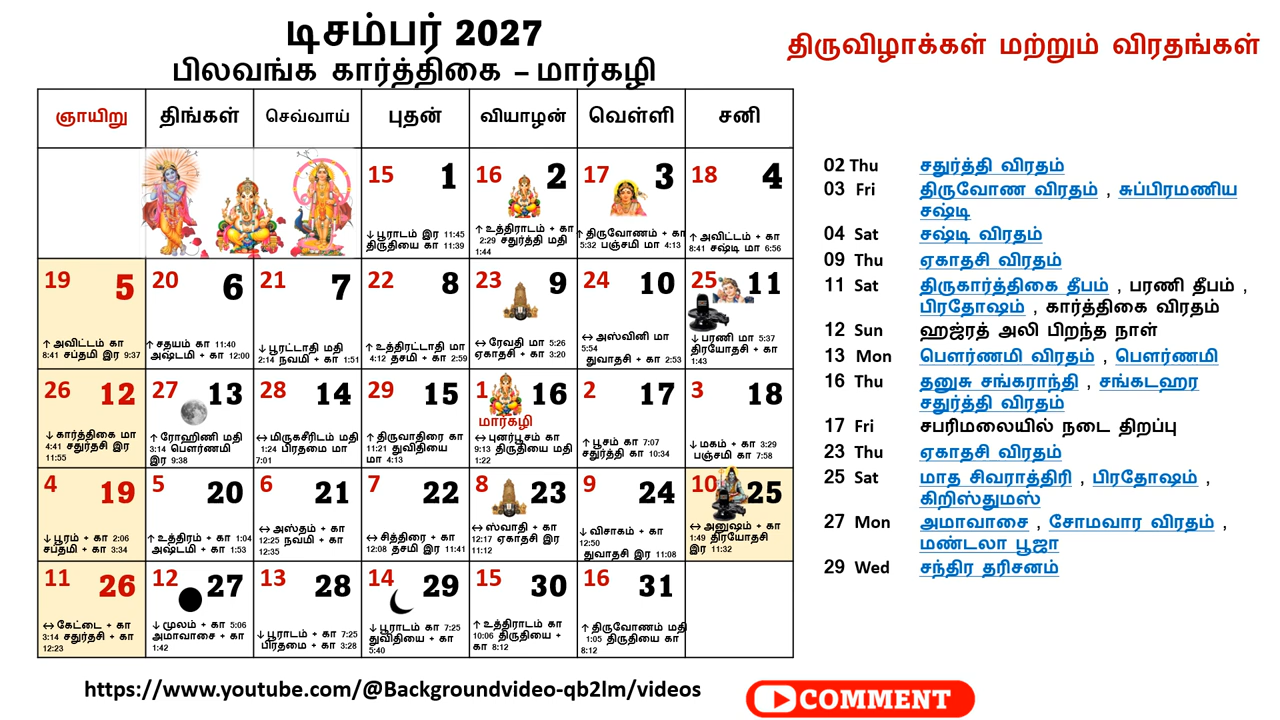 டிசம்பர் 2027
பிலவங்க கார்த்திகை – மார்கழி
திருவிழாக்கள் மற்றும் விரதங்கள்
ஞாயிறு திங்கள் செவ்வாய் புதன் வியாழன் வெள்ளி சனி
15 1 16 2 17 3 18 4
↓ பூராடம் இர 11:45
திருதியை கா 11:39
↑ உத்திராடம் + கா
2:29 சதுர்த்தி மதி
1:44
↑ திருவோணம் + கா
5:32 பஞ்சமி மா 4:13
↑ அவிட்டம் + கா
8:41 சஷ்டி மா 6:56
19 5 20 6 21 7 22 8 23 9 24 10 25 11
↑ அவிட்டம் கா
8:41 சப்தமி இர 9:37
↑ சதயம் கா 11:40
அஷ்டமி + கா 12:00
↓ பூரட்டாதி மதி
2:14 நவமி + கா 1:51
↑ உத்திரட்டாதி மா
4:12 தசமி + கா 2:59
↔ ரேவதி மா 5:26
ஏகாதசி + கா 3:20
↔ அஸ்வினி மா
5:54
துவாதசி + கா 2:53
↓ பரணி மா 5:37
திரயோதசி + கா
1:43
26 12 27 13 28 14 29 15 1 16 2 17 3 18
மார்கழி
↓ கார்த்திகை மா
4:41 சதுர்தசி இர
11:55
↑ ரோஹிணி மதி
3:14 பௌர்ணமி
இர 9:38
↔ மிருகசீரிடம் மதி
1:24 பிரதமை மா
7:01
↑ திருவாதிரை கா
11:21 துவிதியை
மா 4:13
↔ புனர்பூசம் கா
9:13 திருதியை மதி
1:22
↑ பூசம் கா 7:07
சதுர்த்தி கா 10:34
↓ மகம் + கா 3:29
பஞ்சமி கா 7:58
4 19 5 20 6 21 7 22 8 23 9 24 10 25
↓ பூரம் + கா 2:06
சப்தமி + கா 3:34
↑ உத்திரம் + கா 1:04
அஷ்டமி + கா 1:53
↔ அஸ்தம் + கா
12:25 நவமி + கா
12:35
↔ சித்திரை + கா
12:08 தசமி இர 11:41
↔ ஸ்வாதி + கா
12:17 ஏகாதசி இர
11:12
↓ விசாகம் + கா
12:50
துவாதசி இர 11:08
↔ அனுஷம் + கா
1:49 திரயோதசி
இர 11:32
11 26 12 27 13 28 14 29 15 30 16 31
↔ கேட்டை + கா
3:14 சதுர்தசி + கா
12:23
↓ மூலம் + கா 5:06
அமாவாசை + கா
1:42
↓ பூராடம் + கா 7:25
பிரதமை + கா 3:28
↓ பூராடம் கா 7:25
துவிதியை + கா
5:40
↑ உத்திராடம் கா
10:06 திருதியை +
கா 8:12
↑ திருவோணம் மதி
1:05 திருதியை கா
8:12
02 Thu சதுர்த்தி விரதம்
03 Fri திருவோண விரதம் , சுப்பிரமணிய
சஷ்டி
04 Sat சஷ்டி விரதம்
09 Thu ஏகாதசி விரதம்
11 Sat திருகார்த்திகை தீபம் , பரணி தீபம் ,
பிரதோஷம் , கார்த்திகை விரதம்
12 Sun ஹஜ்ரத் அலி பிறந்த நாள்
13 Mon பௌர்ணமி விரதம் , பௌர்ணமி
16 Thu தனுசு சங்கராந்தி , சங்கடஹர
சதுர்த்தி விரதம்
17 Fri சபரிமலையில் நடை திறப்பு
23 Thu ஏகாதசி விரதம்
25 Sat மாத சிவராத்திரி , பிரதோஷம் ,
கிறிஸ்துமஸ்
27 Mon அமாவாசை , சோமவார விரதம் ,
மண்டலா பூஜா
29 Wed சந்திர தரிசனம்
https://www.youtube.com/@Backgroundvideo-qb2lm/videos
COMMENT